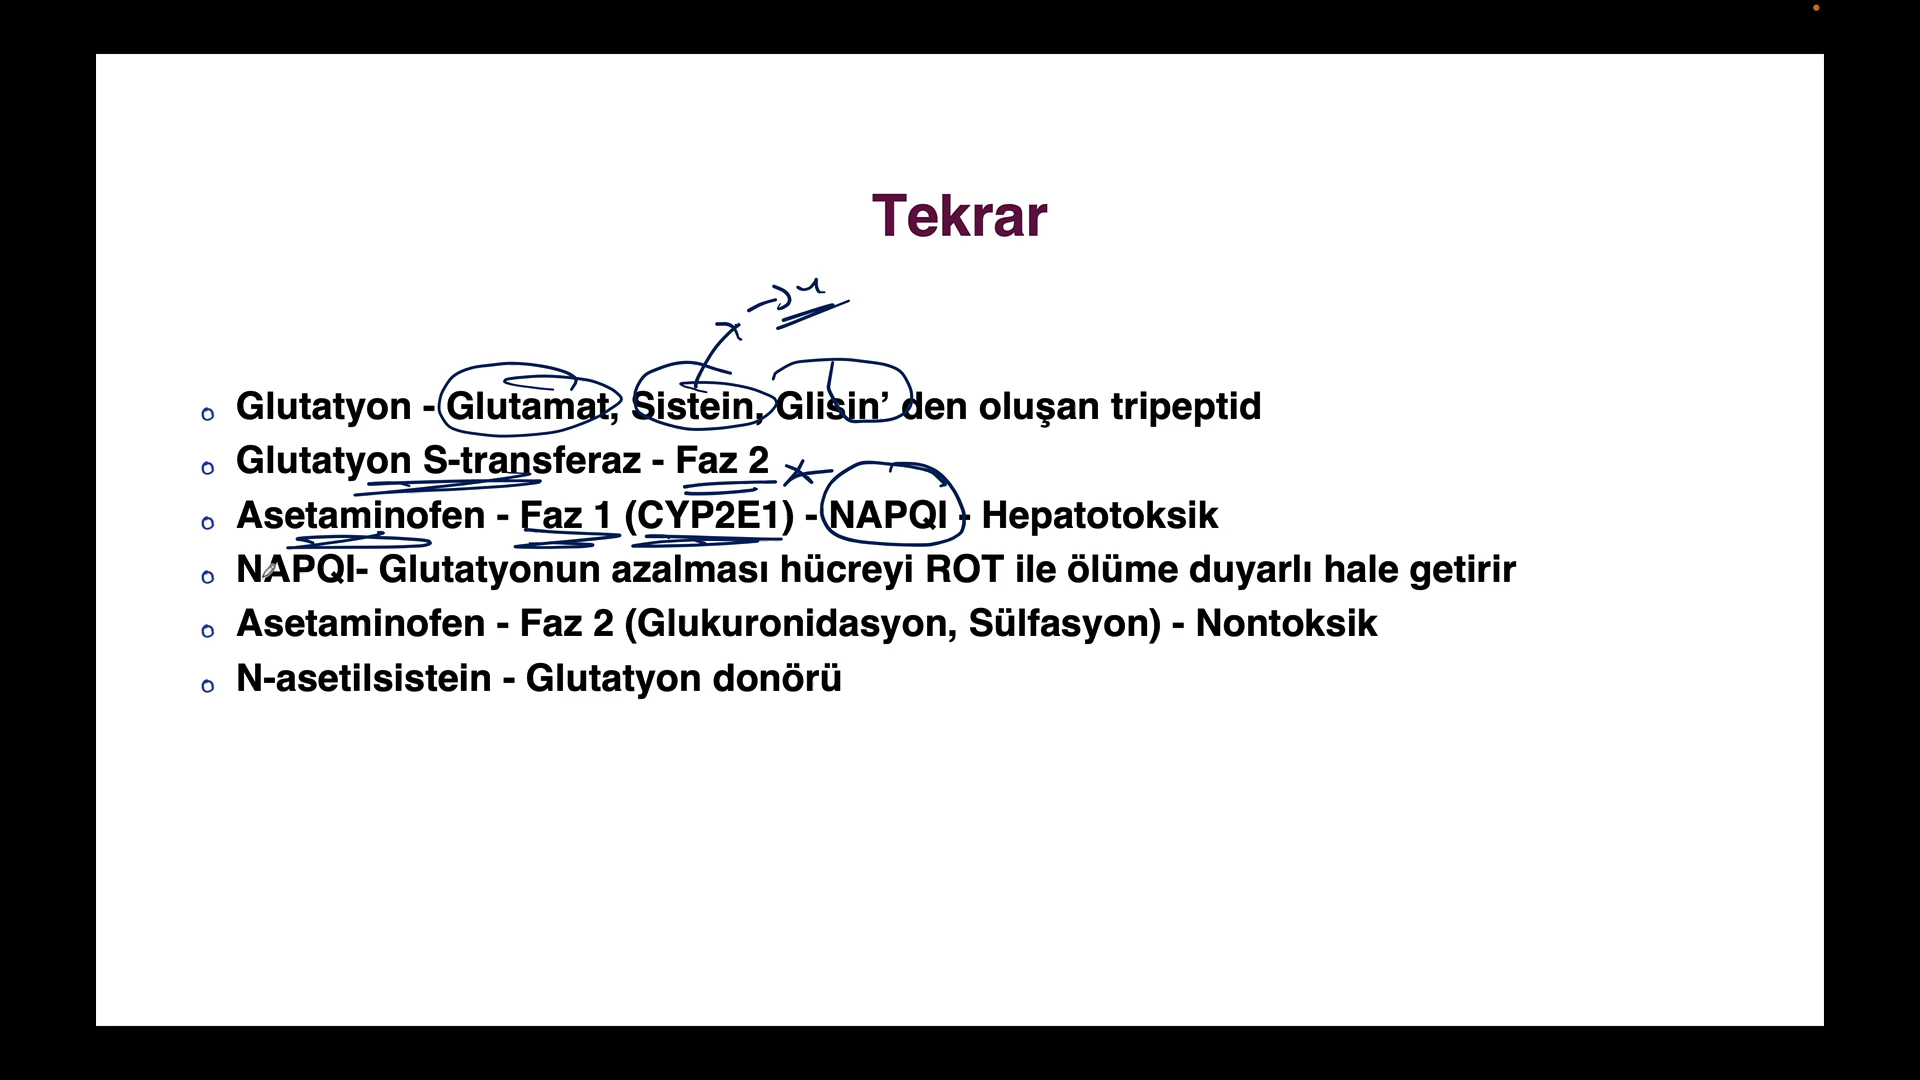 Tekrar
Glutatyon - Glutamat, Sistein, Glisin’ den oluşan tripeptid
Glutatyon S-transferaz - Faz 2
Asetaminofen - Faz 1 (CYP2E1) - NAPQI - Hepatotoksik
NAPQI- Glutatyonun azalması hücreyi ROT ile ölüme duyarlı hale getirir
Asetaminofen - Faz 2 (Glukuronidasyon, Sülfasyon) - Nontoksik
N-asetilsistein - Glutatyon donörü